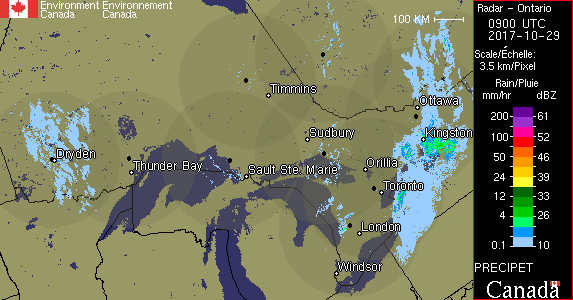 Environment Environnement
Canada Canada
100 KM
Timmins
Ottawa
Sudbury
Kingston
Dryden
Thunder Bay
Sault Ste. Marie
Orillia
Toronto
London
Windsor
Radar - Ontario
0900 UTC
2017-10-29
Scale/Échelle:
3.5 km/Pixel
Rain/Pluie
mm/hr dBZ
200 61
100 52
50 46
24 39
12 33
4 26
1 20
0.1 10
PRECIPET
Canada